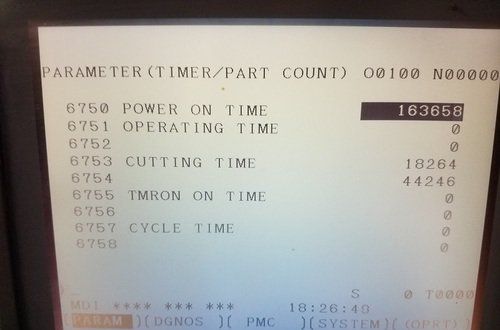 PARAMETER(TIMER/PART COUNT) O0100 N00000
6750 POWER ON TIME 163658
6751 OPERATING TIME 0
6752 0
6753 CUTTING TIME 18264
6754 44246
6755 TMRON ON TIME 0
6756 0
6757 CYCLE TIME 0
6758 0
S 0 T0000
MDI **** *** *** 18:26:48
[PARAM ][DGNOS ][ PMC ][SYSTEM][(OPRT)]